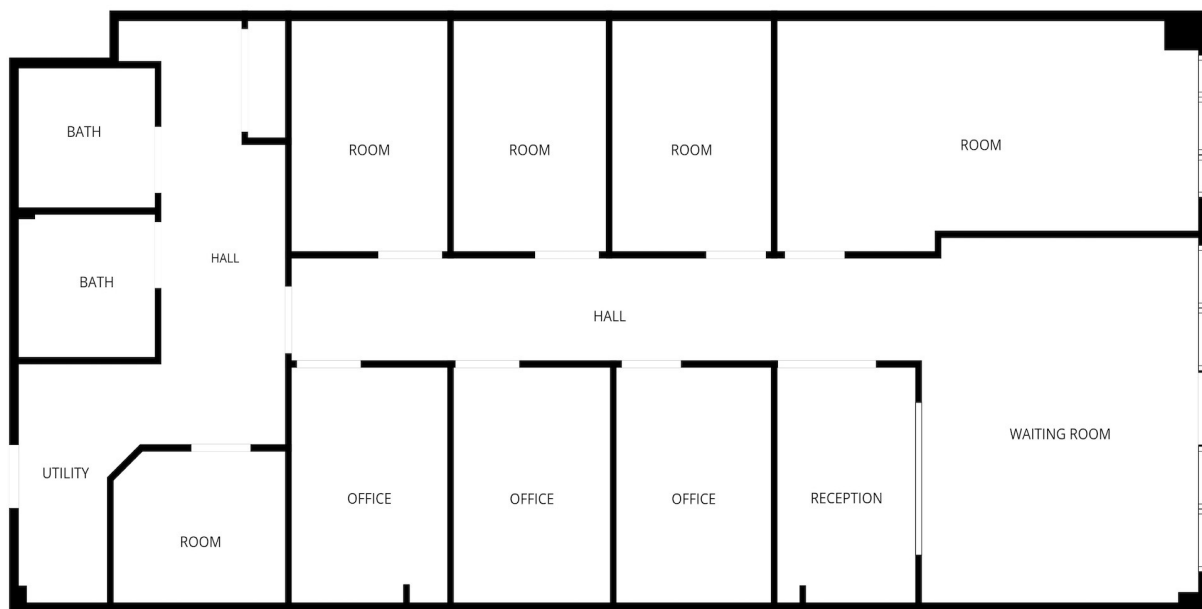 BATH
ROOM
ROOM
ROOM
ROOM
BATH
HALL
HALL
WAITING ROOM
UTILITY
OFFICE
OFFICE
OFFICE
RECEPTION
ROOM